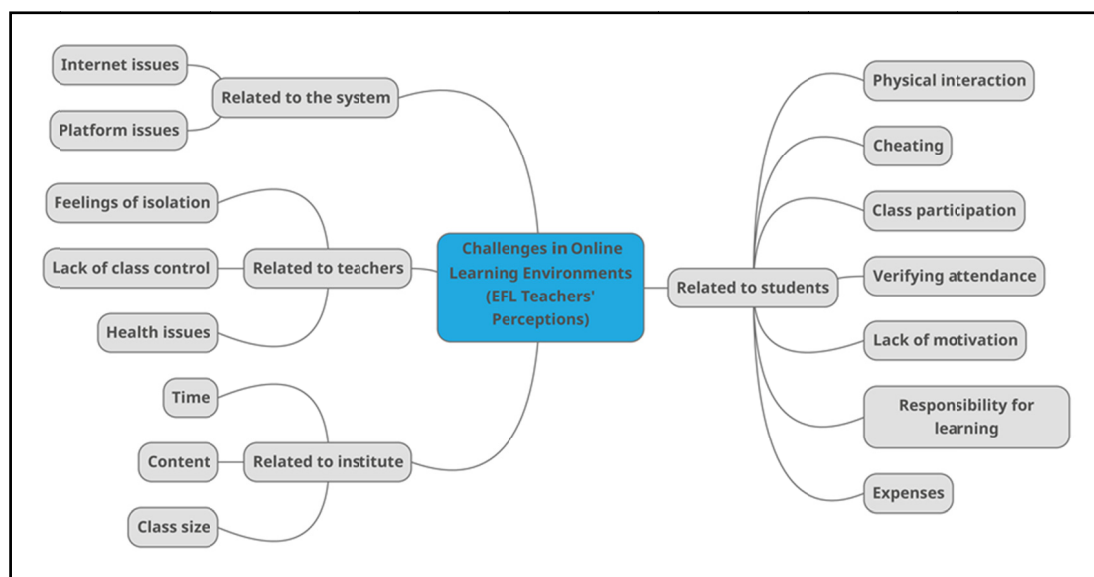 Internet issues
Related to the system
Platform issues
Feelings of isolation
Lack of class control
Related to teachers
Health issues
Time
Content
Related to institute
Class size
Challenges in Online
Learning Environments
(EFL Teachers'
Perceptions)
Related to students
Physical interaction
Cheating
Class participation
Verifying attendance
Lack of motivation
Responsibility for
learning
Expenses